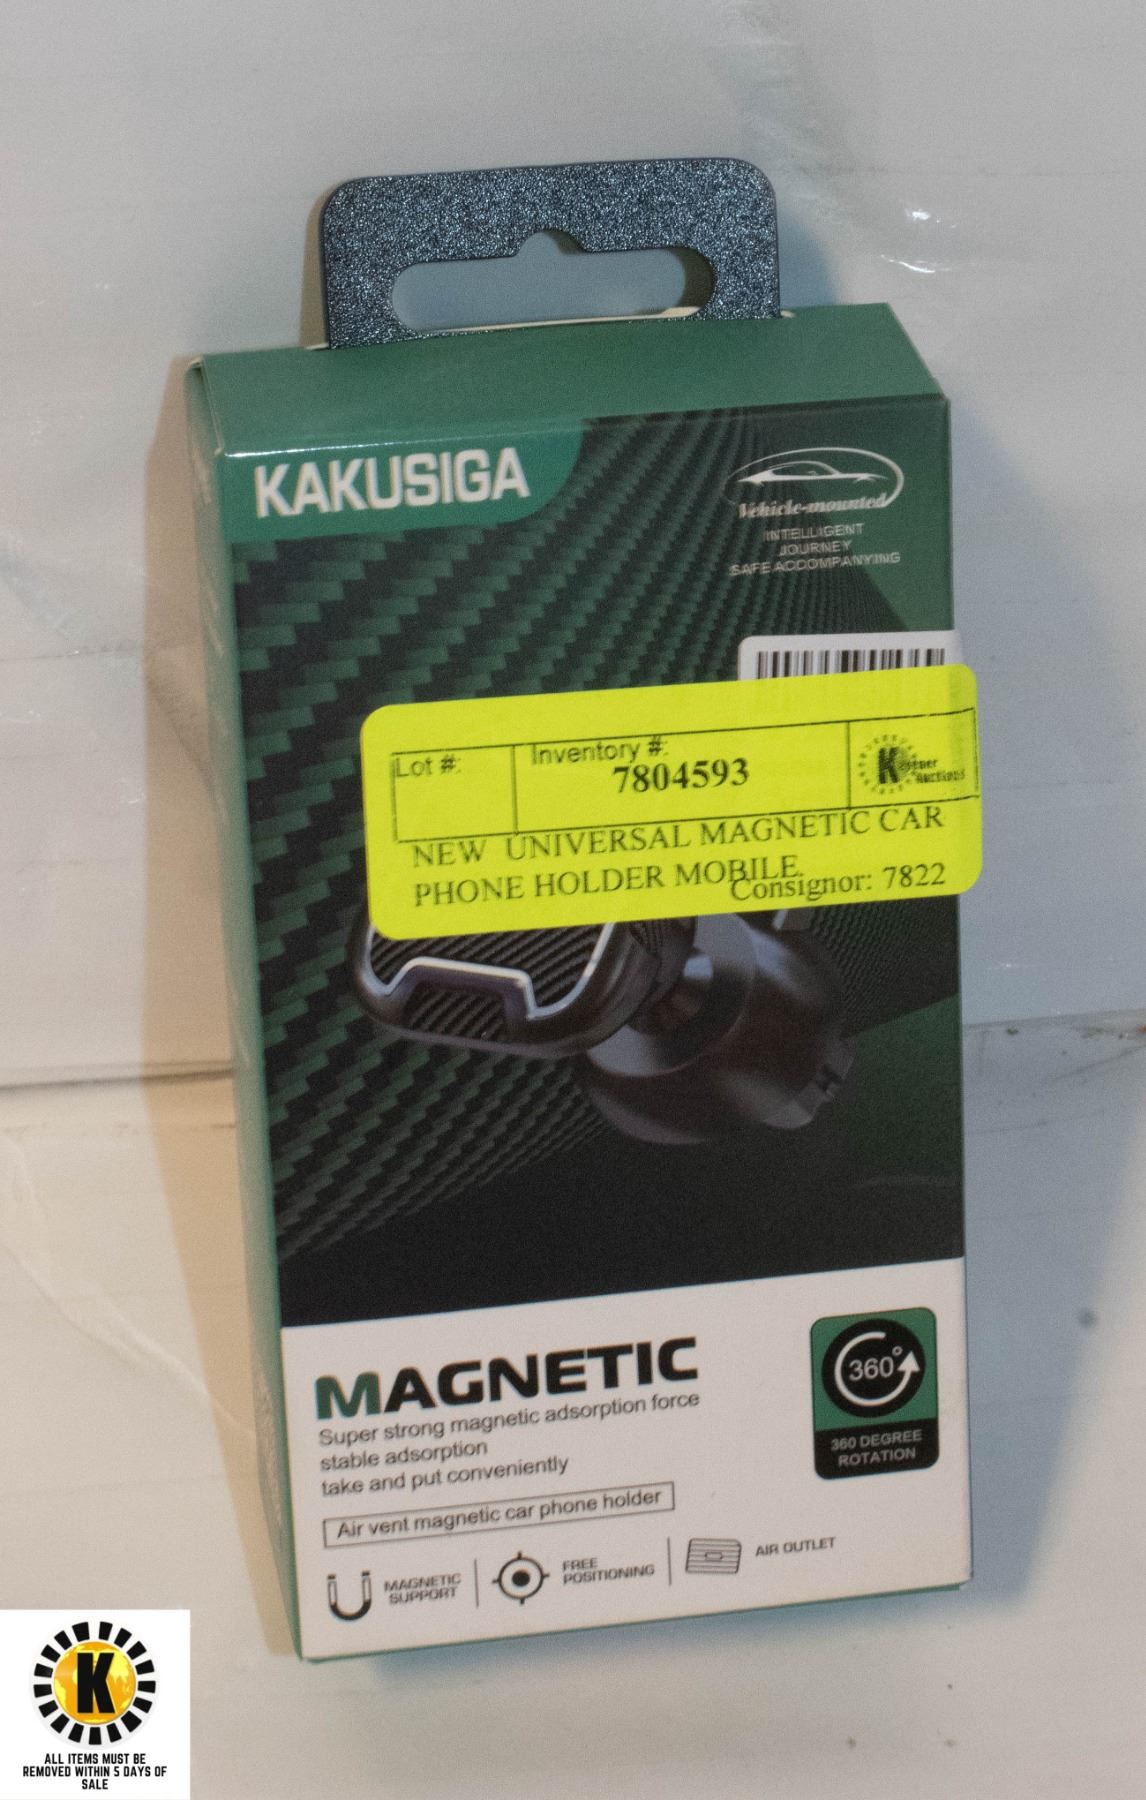 KAKUSIGA
Vehicle-mounted
INTELLIGENT
JOURNEY
SAFE ACCOMPANYING
Lot #:
Inventory #:
7804593
Auctions
NEW UNIVERSAL MAGNETIC CAR
PHONE HOLDER MOBILE.
Consignor: 7822
MAGNETIC
Super strong magnetic adsorption force
stable adsorption
take and put conveniently
Air vent magnetic car phone holder
360°
360 DEGREE
ROTATION
MAGNETIC
SUPPORT
FREE
POSITIONING
AIR OUTLET
K
ALL ITEMS MUST BE
REMOVED WITHIN 5 DAYS OF
SALE